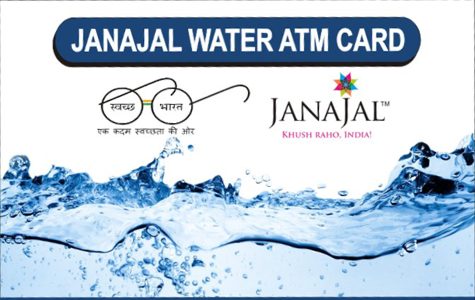 JANAJAL WATER ATM CARD
स्वच्छ भारत
एक कदम स्वच्छता की ओर
JANAJAL™
KHUSH RAHO, INDIA!